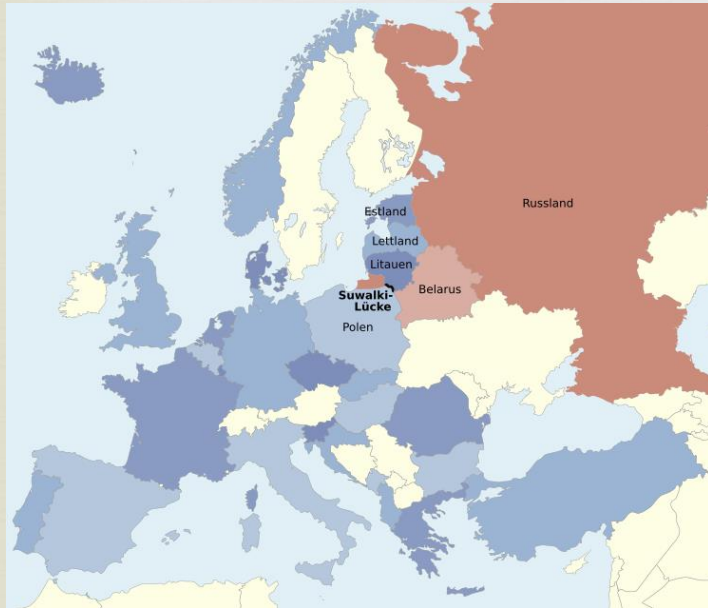 Russland
Estland
Lettland
Litauen
Belarus
Suwalki-
Lücke
Polen